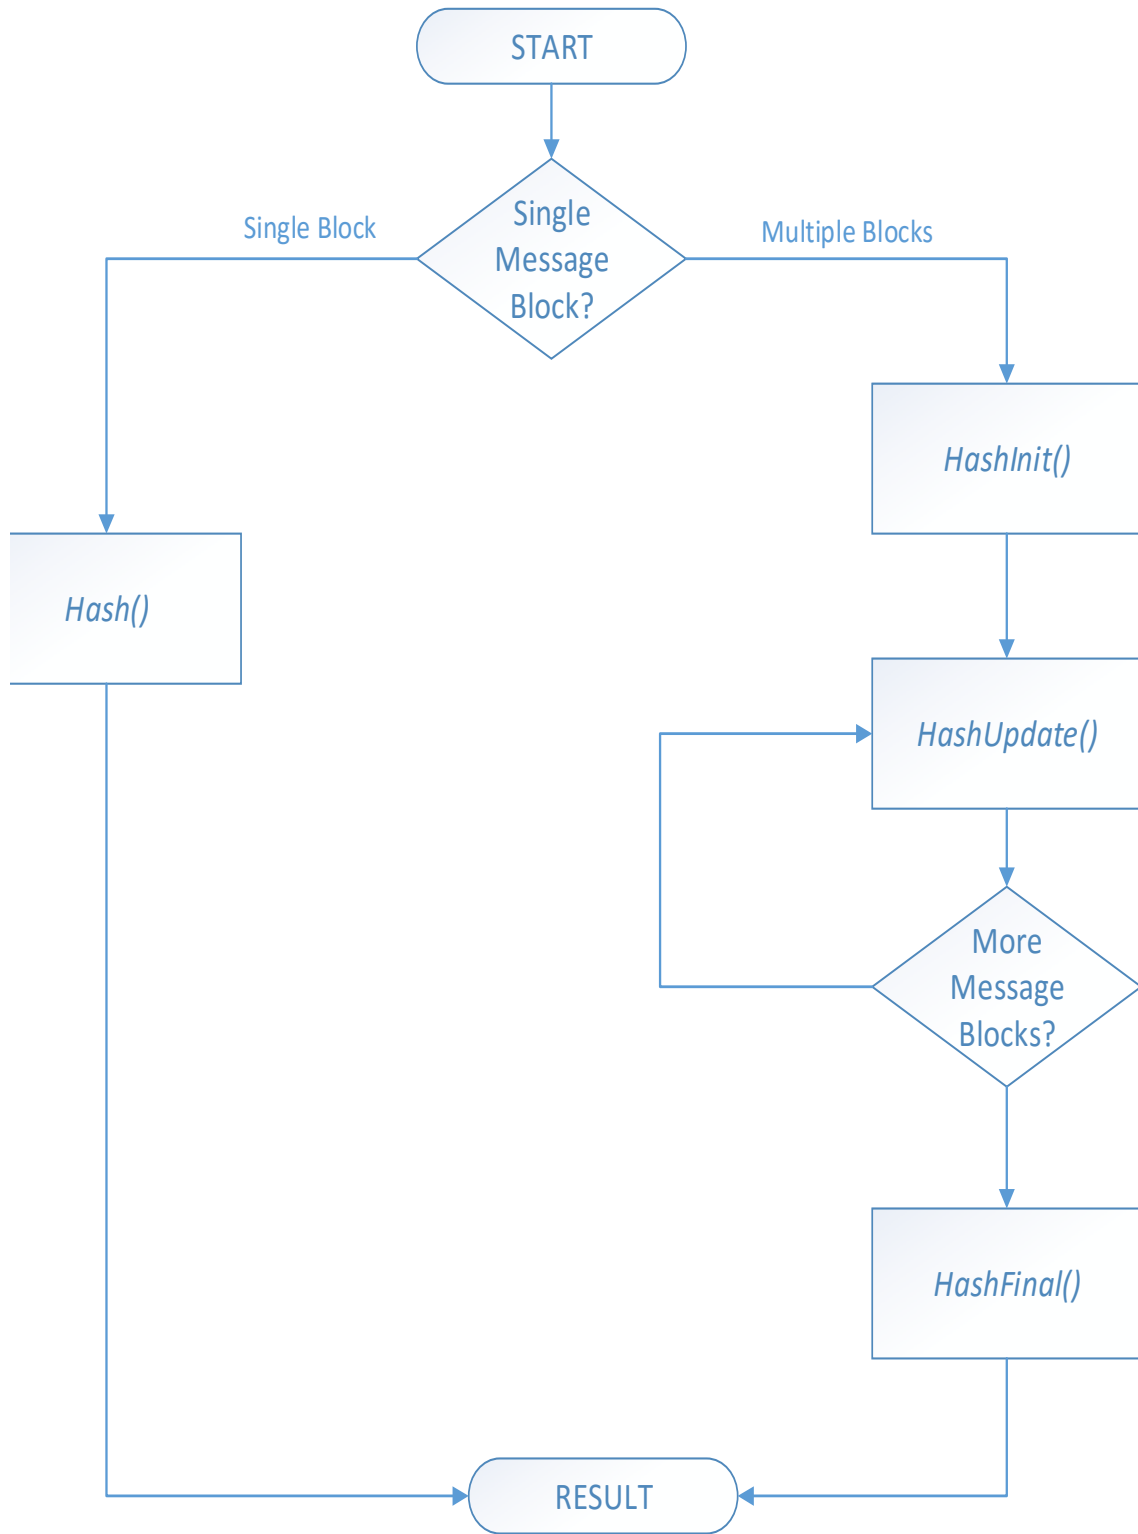 START
Single
Message
Block?
Single Block
Multiple Blocks
HashInit()
Hash()
HashUpdate()
More
Message
Blocks?
HashFinal()
RESULT